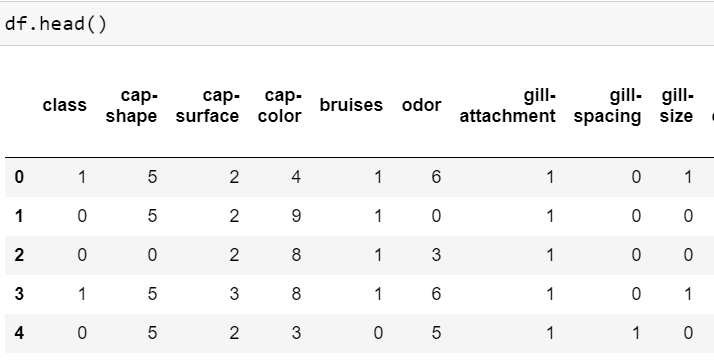 df.head()
class cap-shape cap-surface cap-color bruises odor gill-attachment gill-spacing gill-size
0 1 5 2 4 1 6 1 0 1
1 0 5 2 9 1 0 1 0 0
2 0 0 2 8 1 3 1 0 0
3 1 5 3 8 1 6 1 0 1
4 0 5 2 3 0 5 1 1 0